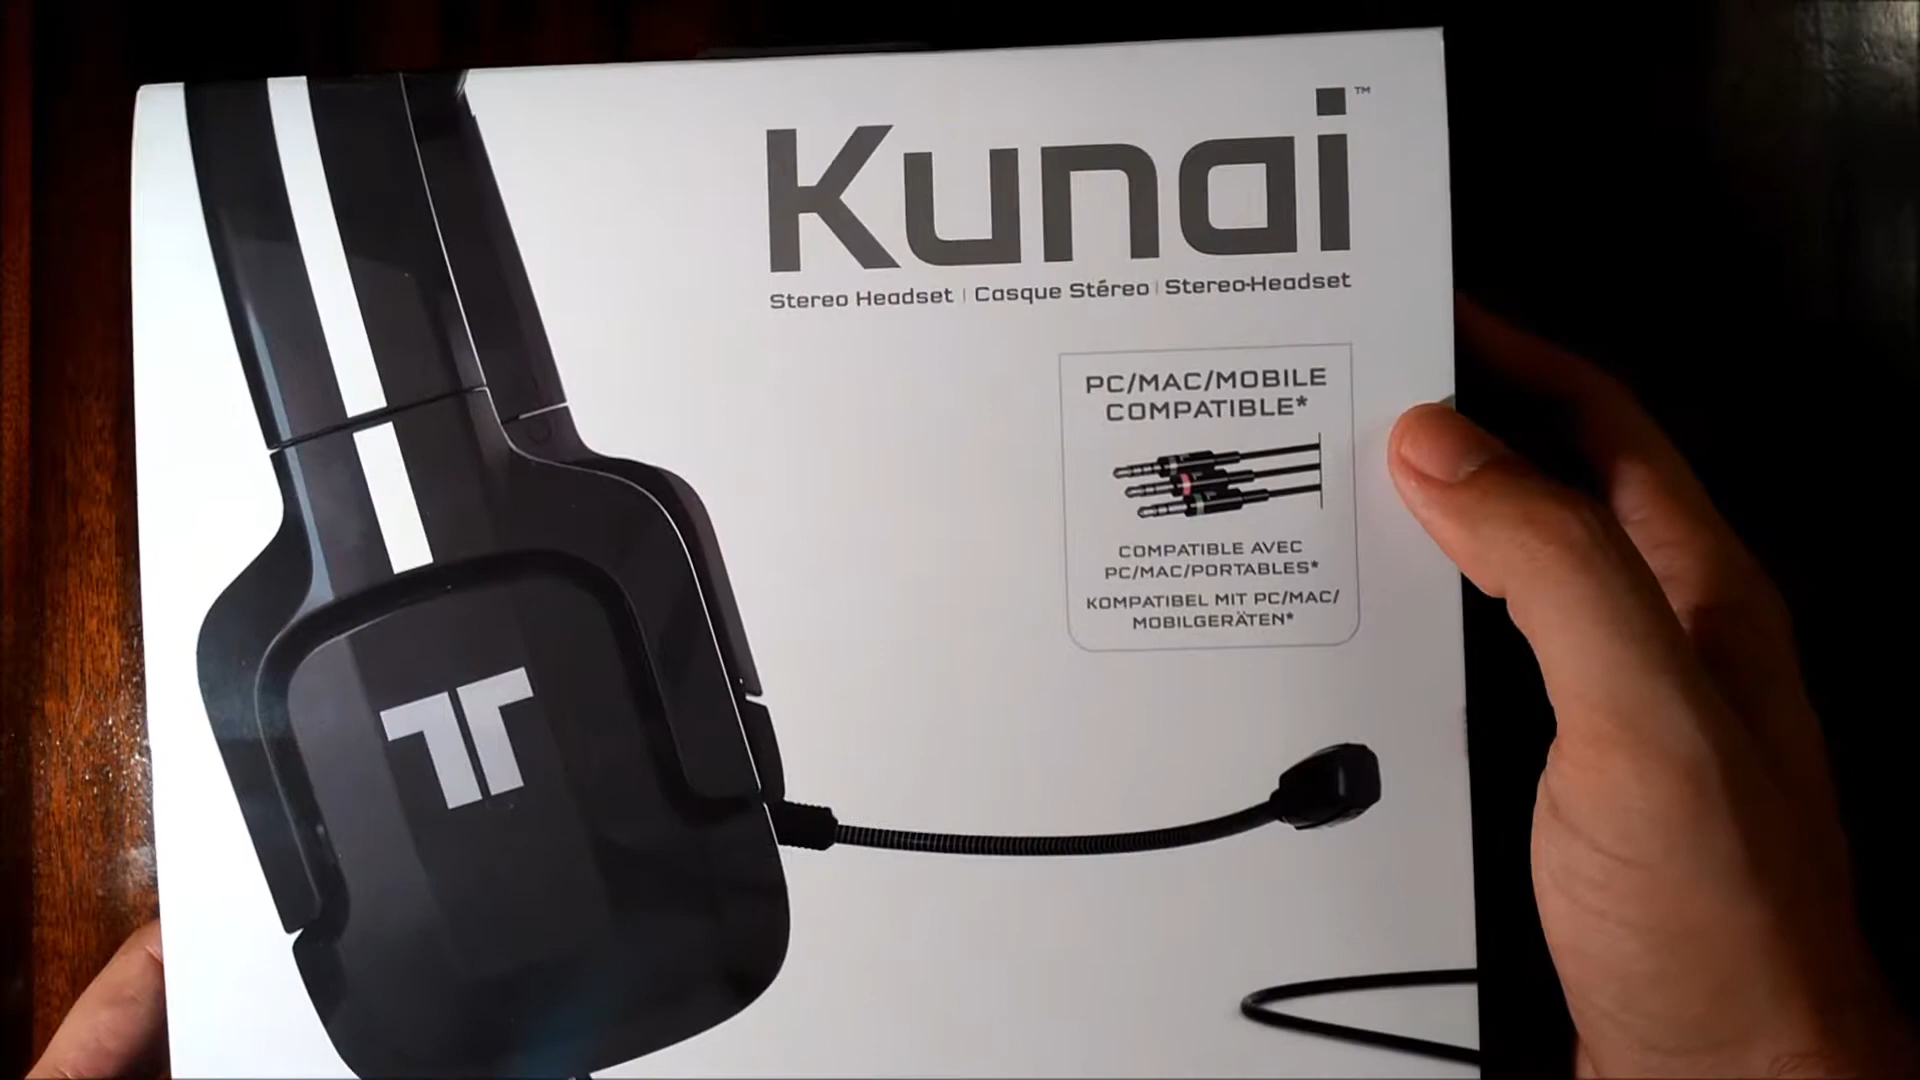 Kunai™
Stereo Headset | Casque Stéréo | Stereo-Headset
PC/MAC/MOBILE
COMPATIBLE*
COMPATIBLE AVEC
PC/MAC/PORTABLES*
KOMPATIBEL MIT PC/MAC/
MOBILGERÄTEN*